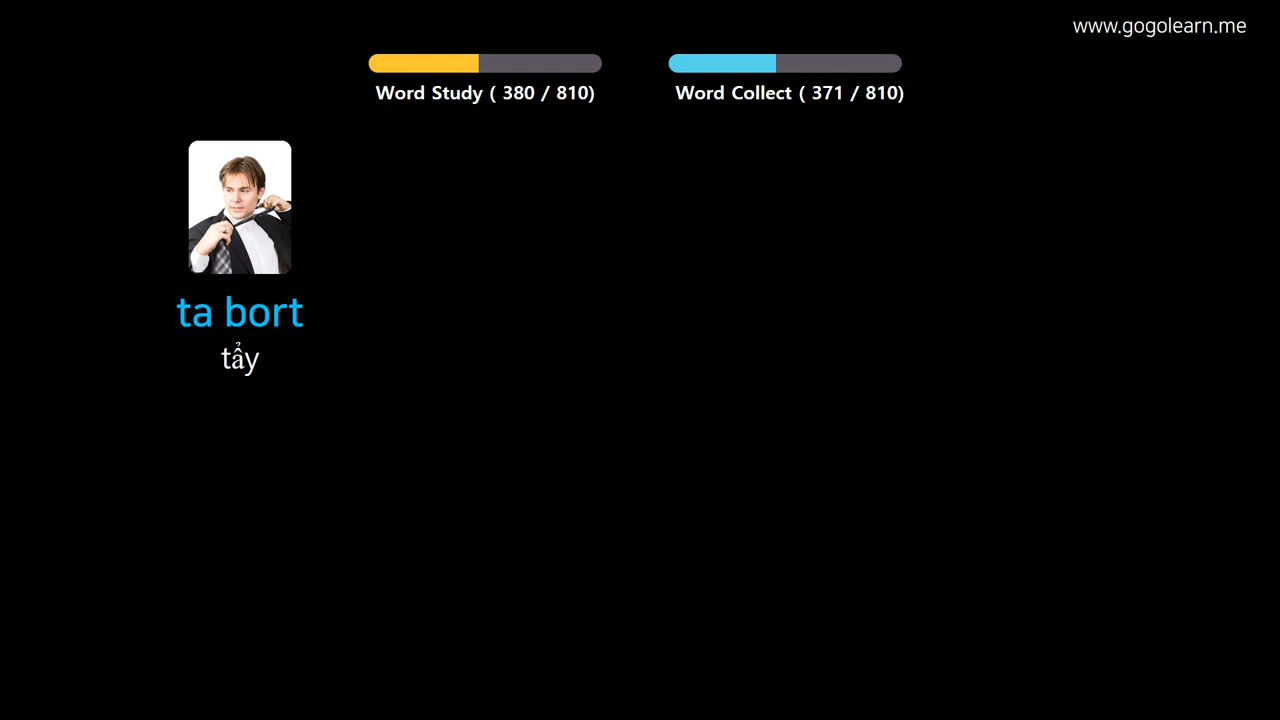 www.gogolearn.me
Word Study ( 380 / 810)
Word Collect ( 371 / 810)
ta bort
tẩy